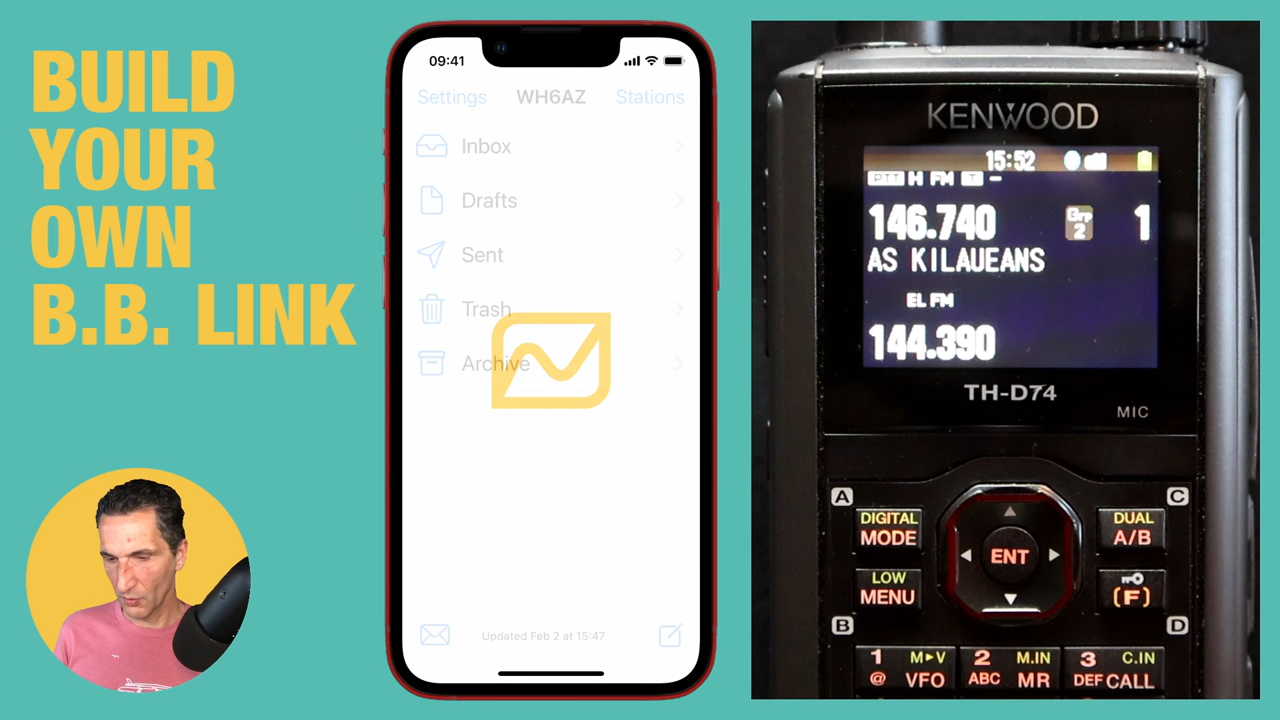 BUILD
YOUR
OWN
B.B. LINK
09:41
Settings WH6AZ Stations
Inbox
Drafts
Sent
Trash
Archive
Updated Feb 2 at 15:47
KENWOOD
15:52
PTT H FM T –
146.740 Grp 2 1
AS KILAUEANS
EL FM
144.390
TH-D74
MIC
A C
DIGITAL DUAL
MODE A/B
ENT
LOW
MENU (F)
B D
1 M►V 2 M.IN 3 C.IN
@ VFO ABC MR DEF CALL